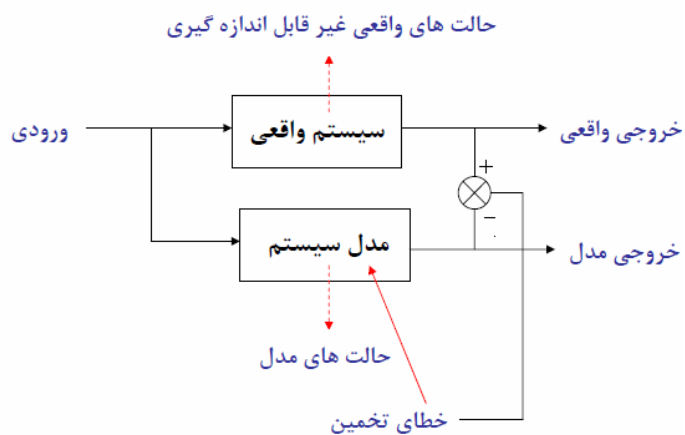 حالت های واقعی غیر قابل اندازه گیری
ورودی
سیستم واقعی
خروجی واقعی
+
−
مدل سیستم
خروجی مدل
حالت های مدل
خطای تخمین